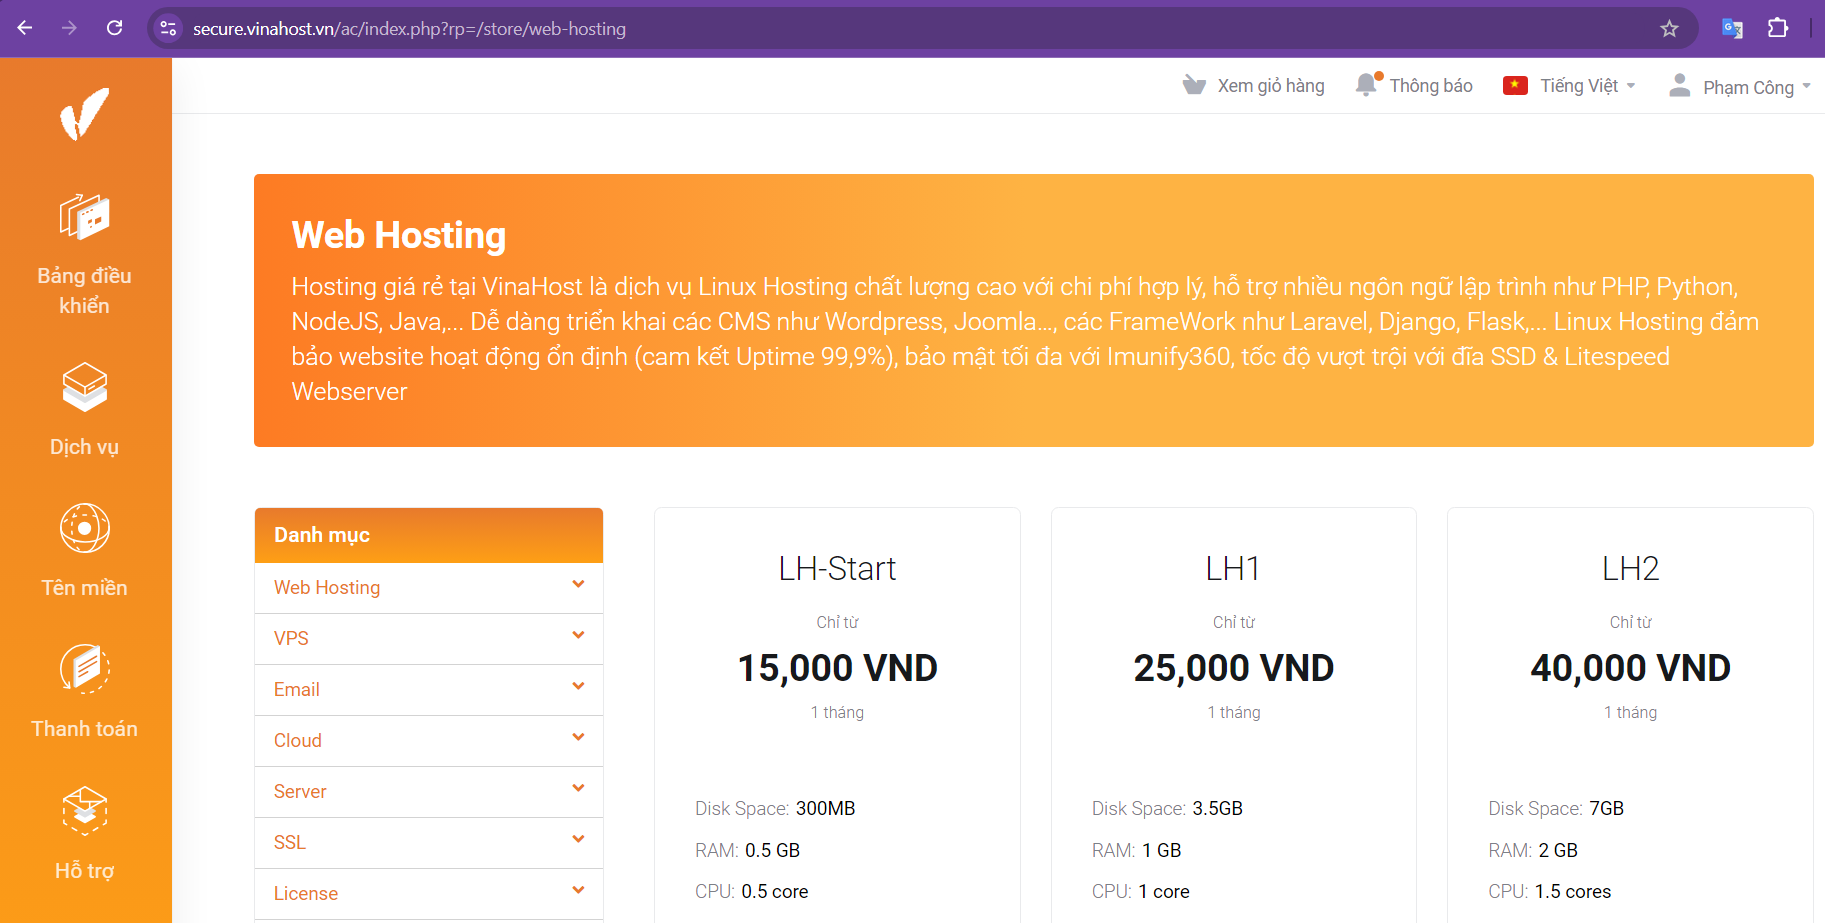 secure.vinahost.vn/ac/index.php?rp=/store/web-hosting
Xem giỏ hàng
Thông báo
Tiếng Việt
Phạm Công
Bảng điều
khiển
Dịch vụ
Tên miền
Thanh toán
Hỗ trợ
Web Hosting
Hosting giá rẻ tại VinaHost là dịch vụ Linux Hosting chất lượng cao với chi phí hợp lý, hỗ trợ nhiều ngôn ngữ lập trình như PHP, Python,
NodeJS, Java,... Dễ dàng triển khai các CMS như Wordpress, Joomla..., các FrameWork như Laravel, Django, Flask,... Linux Hosting đảm
bảo website hoạt động ổn định (cam kết Uptime 99,9%), bảo mật tối đa với Imunify360, tốc độ vượt trội với đĩa SSD & Litespeed
Webserver
Danh mục
Web Hosting
VPS
Email
Cloud
Server
SSL
License
LH-Start
Chỉ từ
15,000 VND
1 tháng
Disk Space: 300MB
RAM: 0.5 GB
CPU: 0.5 core
LH1
Chỉ từ
25,000 VND
1 tháng
Disk Space: 3.5GB
RAM: 1 GB
CPU: 1 core
LH2
Chỉ từ
40,000 VND
1 tháng
Disk Space: 7GB
RAM: 2 GB
CPU: 1.5 cores